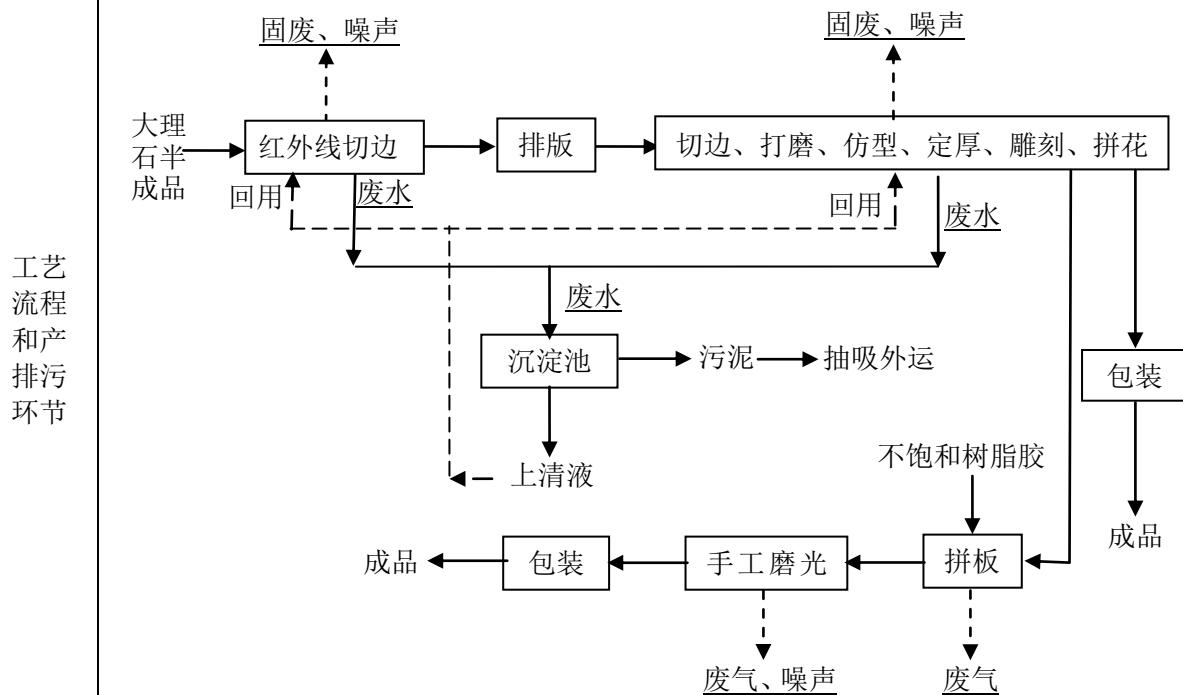 工艺
流程
和产
排污
环节
固废、噪声
固废、噪声
大理
石半
成品
红外线切边
排版
切边、打磨、仿型、定厚、雕刻、拼花
回用
废水
回用
废水
废水
沉淀池
污泥
抽吸外运
包装
上清液
不饱和树脂胶
成品
成品
包装
手工磨光
拼板
废气、噪声
废气